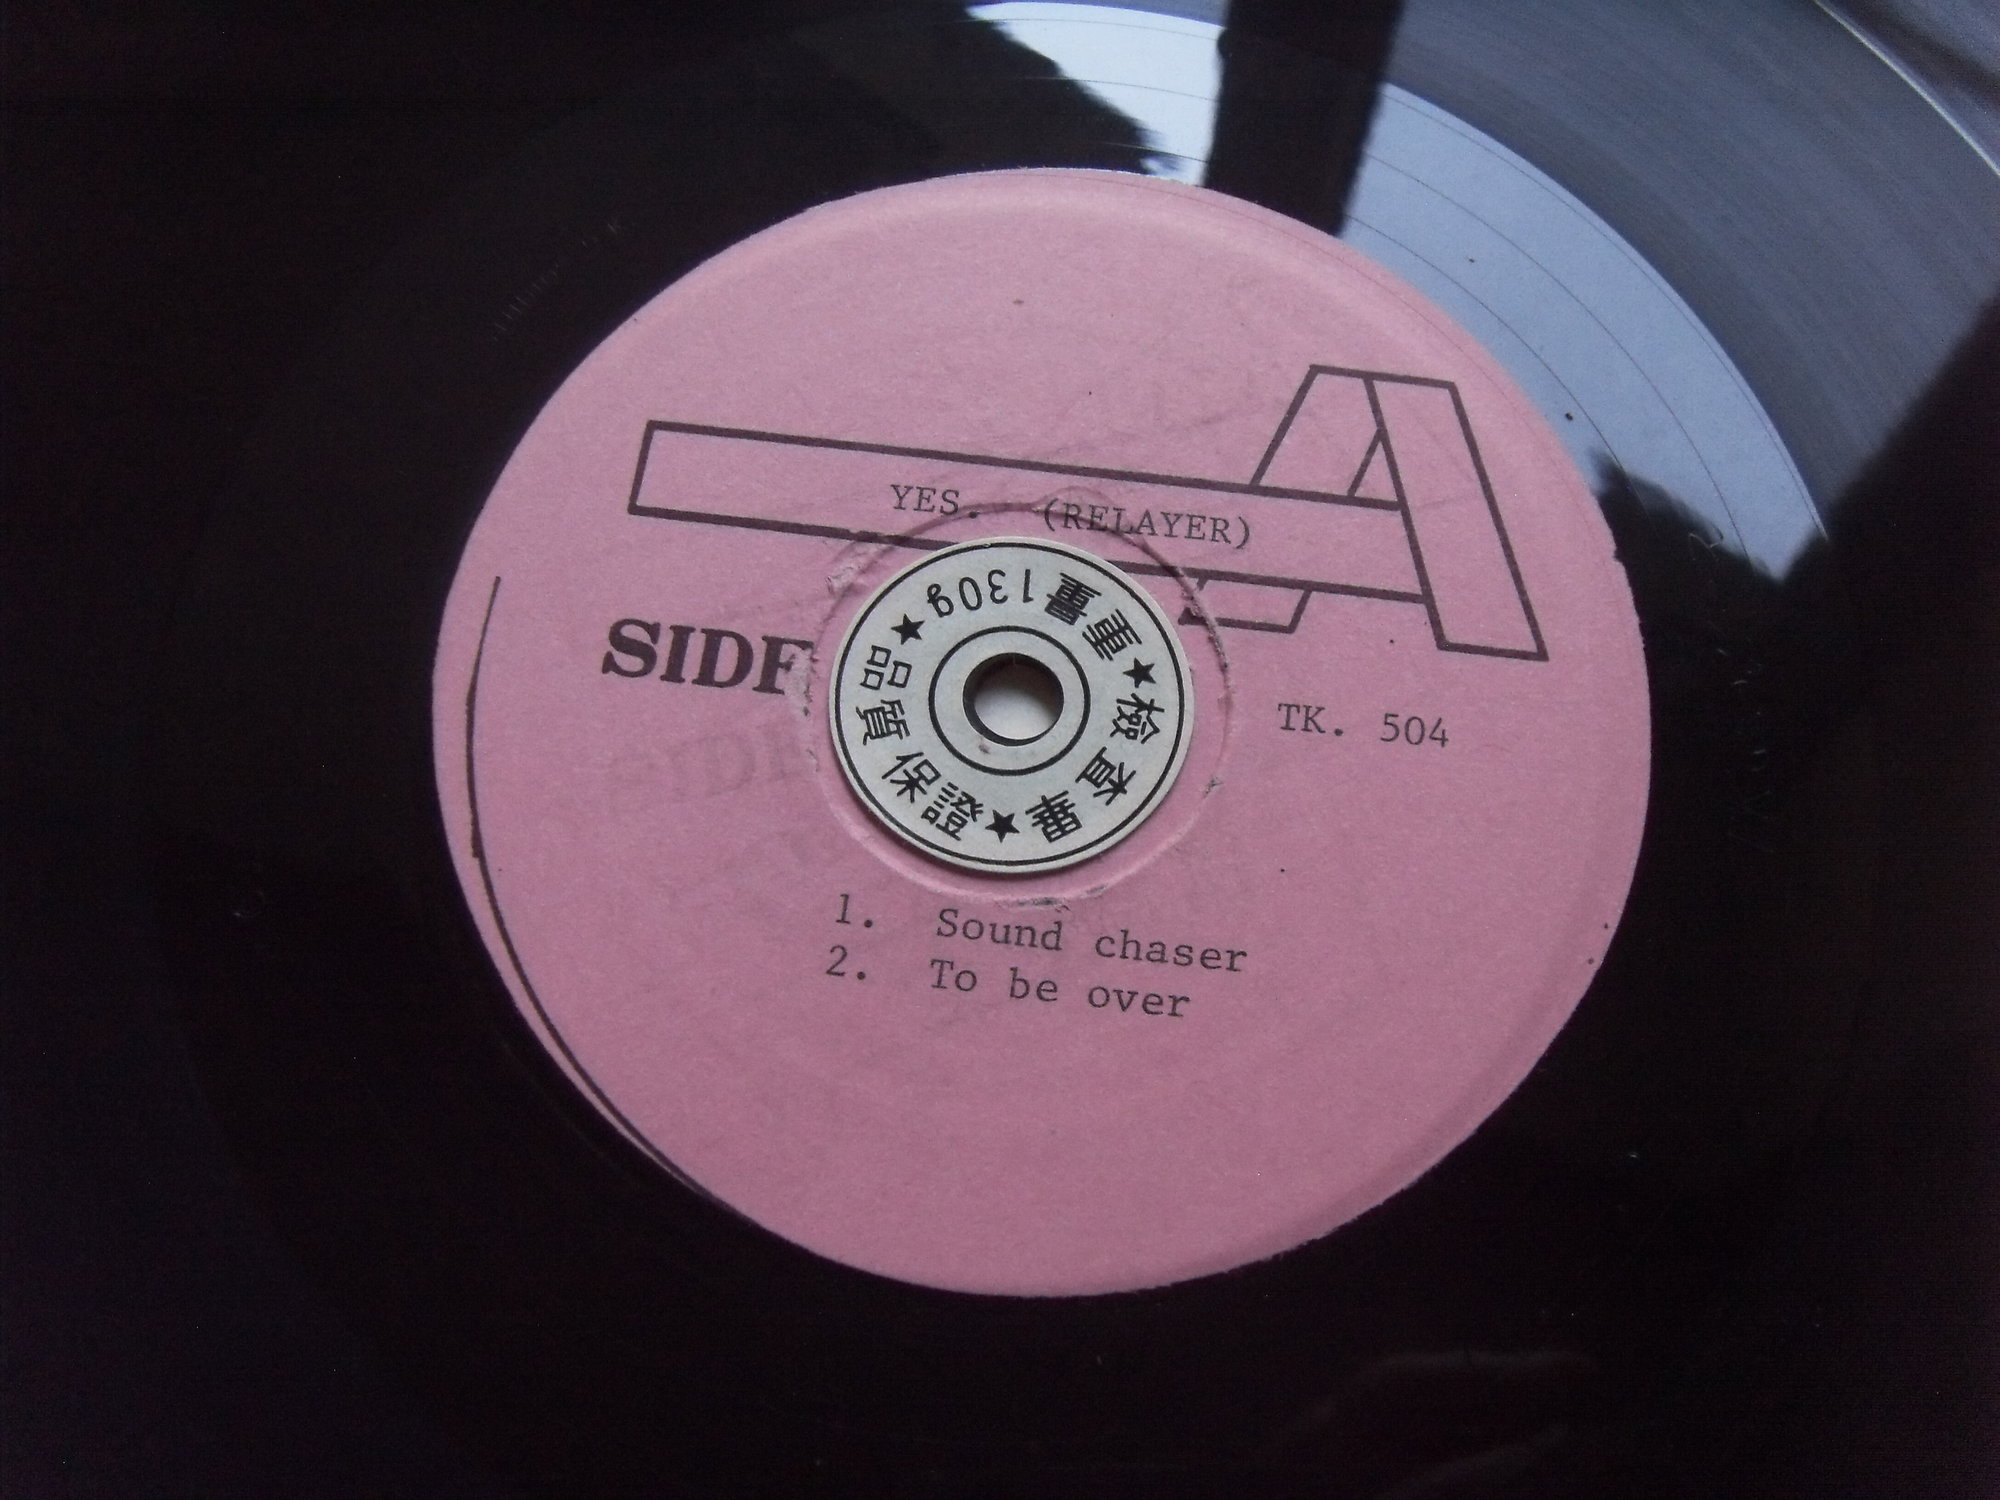 YES. (RELAYER)
SIDE
TK. 504
重量130g★品質保證★檢查畢★
1. Sound chaser
2. To be over